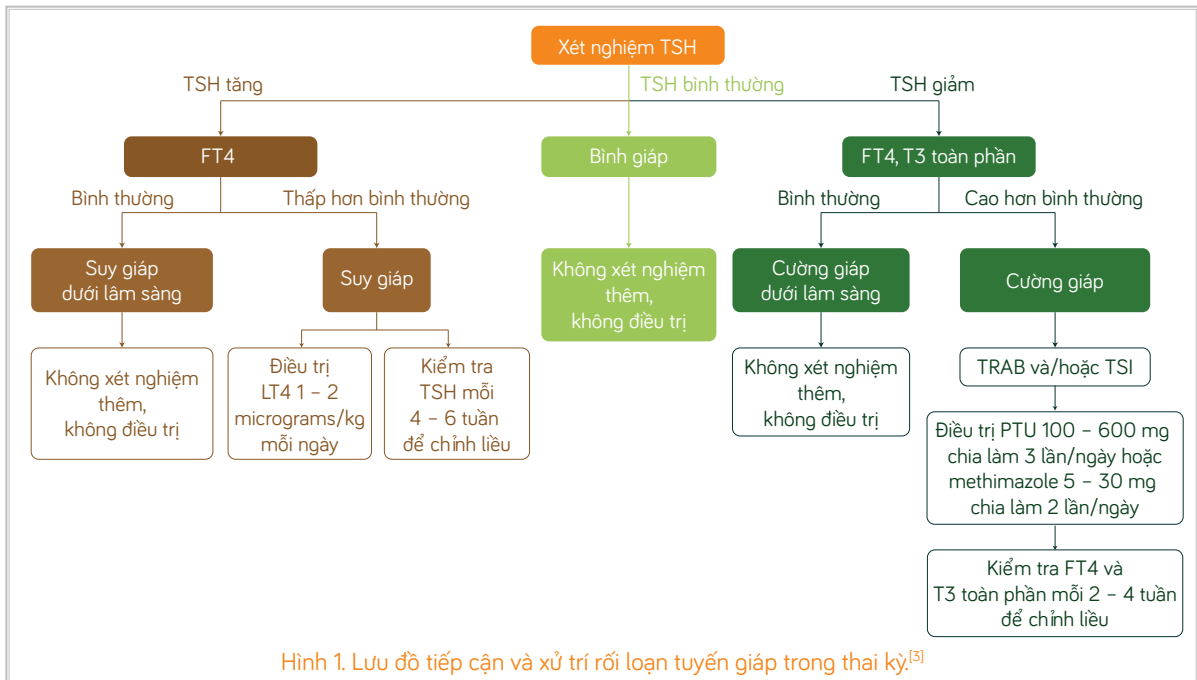 Xét nghiệm TSH
TSH tăng
TSH bình thường
TSH giảm
FT4
Bình giáp
FT4, T3 toàn phần
Bình thường
Thấp hơn bình thường
Bình thường
Cao hơn bình thường
Suy giáp
dưới lâm sàng
Suy giáp
Không xét nghiệm
thêm,
không điều trị
Cường giáp
dưới lâm sàng
Cường giáp
Không xét nghiệm
thêm,
không điều trị
Điều trị
LT4 1 – 2
micrograms/kg
mỗi ngày
Kiểm tra
TSH mỗi
4 – 6 tuần
để chỉnh liều
Không xét nghiệm
thêm,
không điều trị
TRAB và/hoặc TSI
Điều trị PTU 100 – 600 mg
chia làm 3 lần/ngày hoặc
methimazole 5 – 30 mg
chia làm 2 lần/ngày
Kiểm tra FT4 và
T3 toàn phần mỗi 2 – 4 tuần
để chỉnh liều
Hình 1. Lưu đồ tiếp cận và xử trí rối loạn tuyến giáp trong thai kỳ.[3]